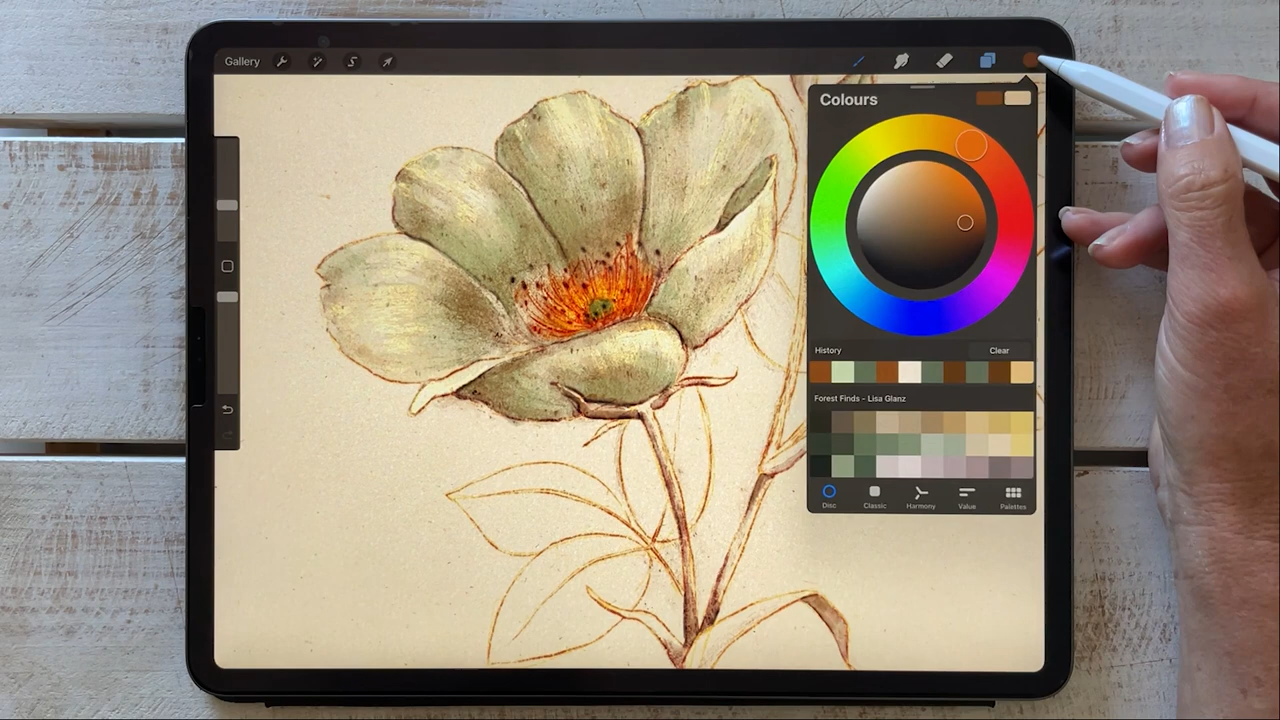 Gallery
Colours
History Clear
Forest Finds - Lisa Glanz
Disc Classic Harmony Value Palettes